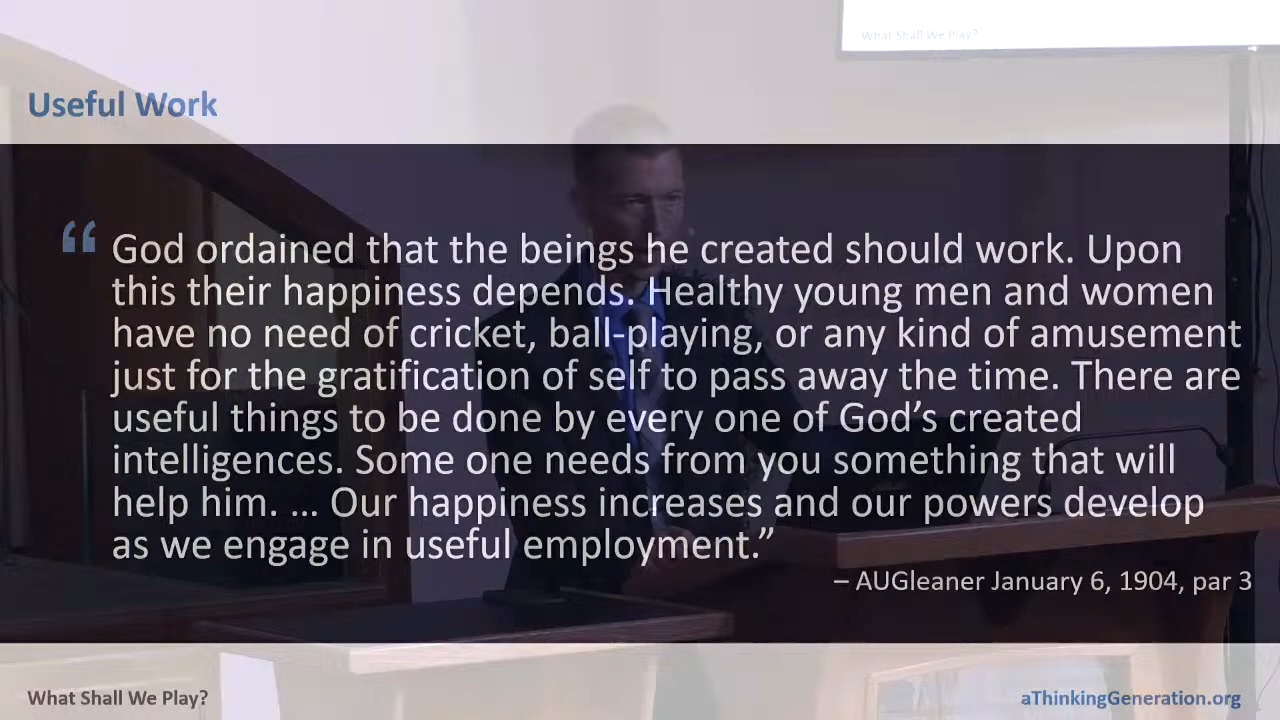 What Shall We Play?
Useful Work
“ God ordained that the beings he created should work. Upon
this their happiness depends. Healthy young men and women
have no need of cricket, ball-playing, or any kind of amusement
just for the gratification of self to pass away the time. There are
useful things to be done by every one of God’s created
intelligences. Some one needs from you something that will
help him. ... Our happiness increases and our powers develop
as we engage in useful employment.”
– AUGleaner January 6, 1904, par 3
What Shall We Play?
aThinkingGeneration.org